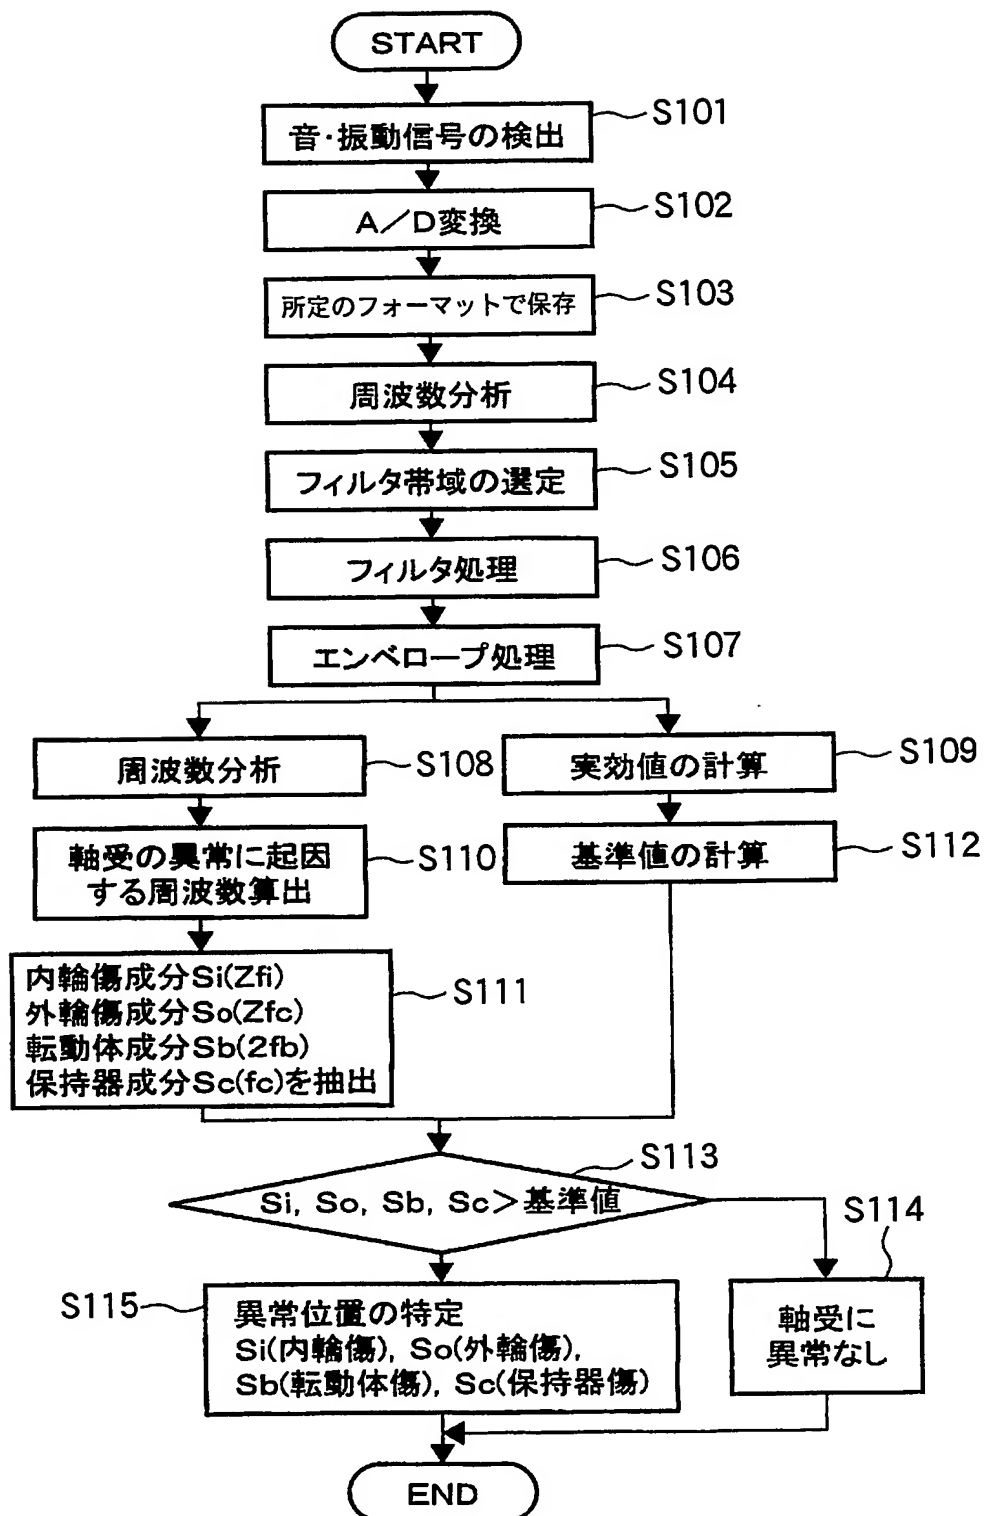 START
音・振動信号の検出
S101
A/D変換
S102
所定のフォーマットで保存
S103
周波数分析
S104
フィルタ帯域の選定
S105
フィルタ処理
S106
エンベロープ処理
S107
周波数分析
S108
実効値の計算
S109
軸受の異常に起因
する周波数算出
S110
基準値の計算
S112
内輪傷成分Si(Zfi)
外輪傷成分So(Zfc)
転動体成分Sb(2fb)
保持器成分Sc(fc)を抽出
S111
Si, So, Sb, Sc>基準値
S113
S114
軸受に
異常なし
S115
異常位置の特定
Si(内輪傷), So(外輪傷),
Sb(転動体傷), Sc(保持器傷)
END